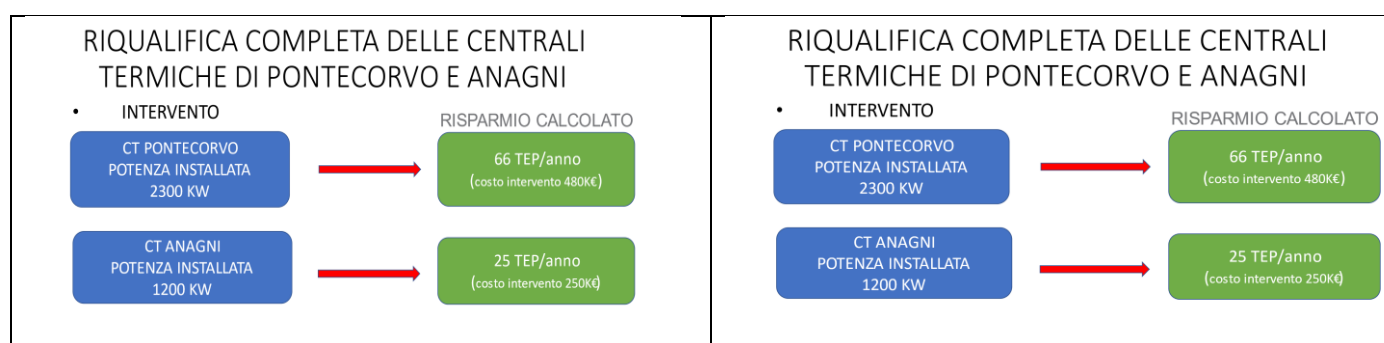 RIQUALIFICA COMPLETA DELLE CENTRALI
TERMICHE DI PONTECORVO E ANAGNI
• INTERVENTO
RISPARMIO CALCOLATO
CT PONTECORVO
POTENZA INSTALLATA
2300 KW
66 TEP/anno
(costo intervento 480K€)
CT ANAGNI
POTENZA INSTALLATA
1200 KW
25 TEP/anno
(costo intervento 250K€)
RIQUALIFICA COMPLETA DELLE CENTRALI
TERMICHE DI PONTECORVO E ANAGNI
• INTERVENTO
RISPARMIO CALCOLATO
CT PONTECORVO
POTENZA INSTALLATA
2300 KW
66 TEP/anno
(costo intervento 480K€)
CT ANAGNI
POTENZA INSTALLATA
1200 KW
25 TEP/anno
(costo intervento 250K€)